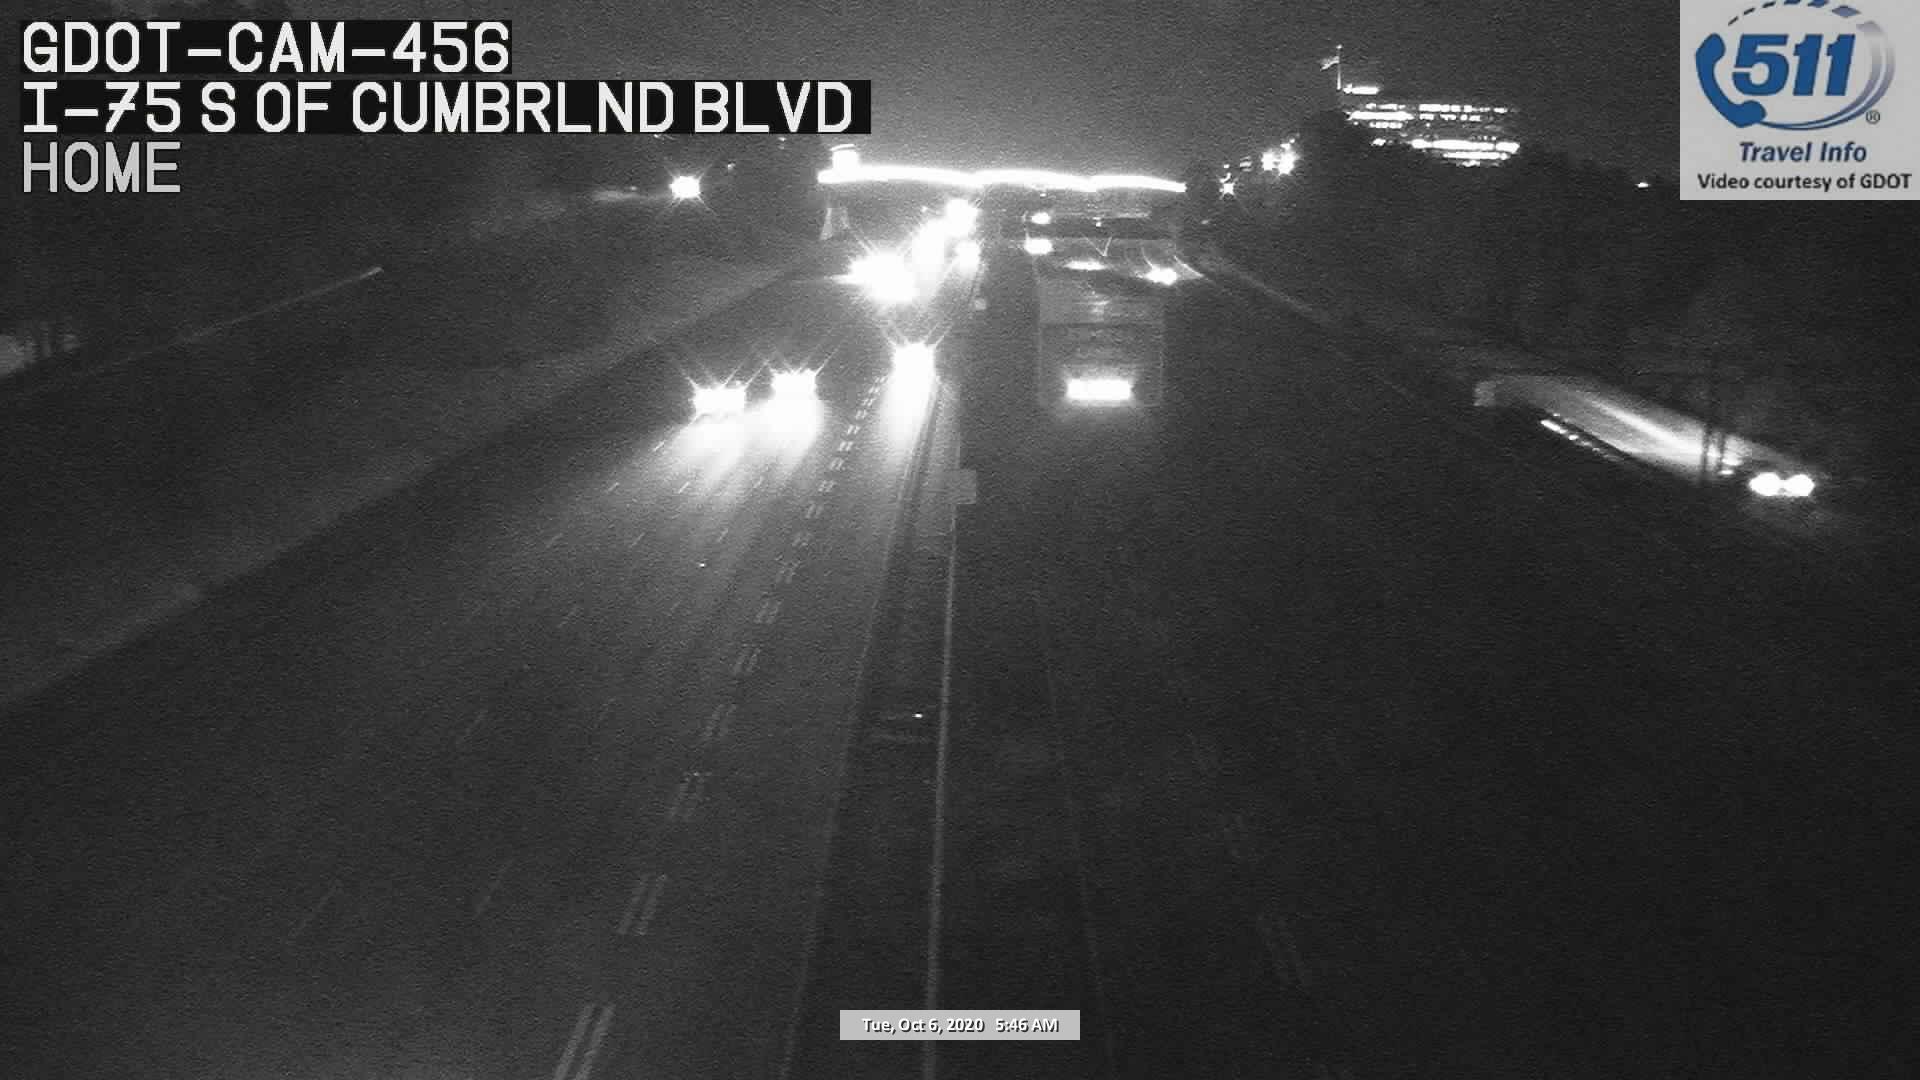 GDOT-CAM-456
I-75 S OF CUMBRLND BLVD
HOME
511
®
Travel Info
Video courtesy of GDOT
Tue, Oct 6, 2020 5:46 AM